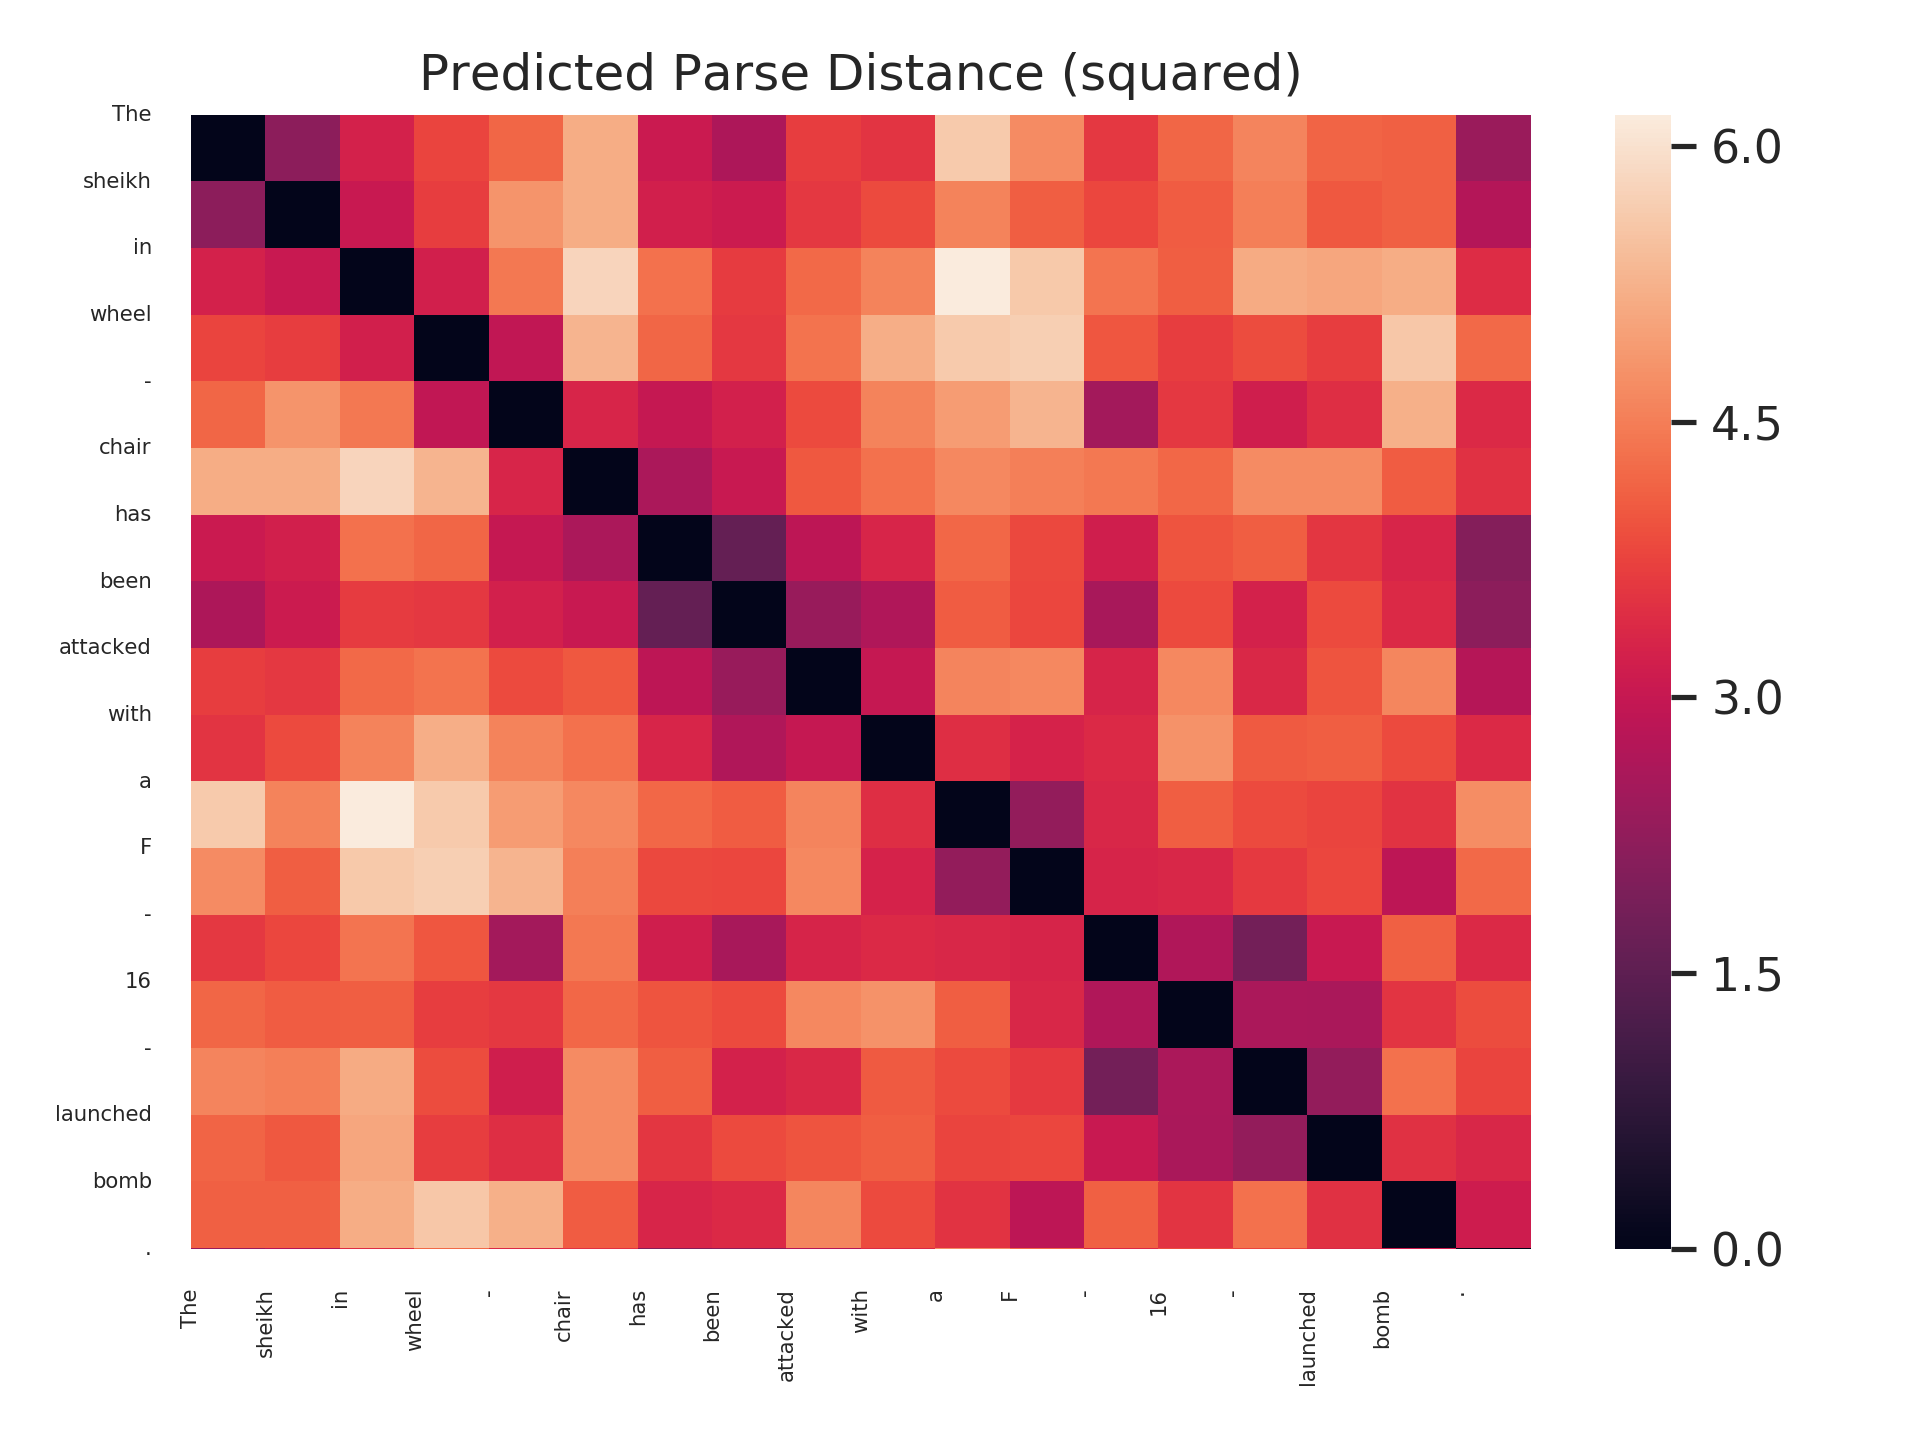 Predicted Parse Distance (squared)
The
sheikh
in
wheel
-
chair
has
been
attacked
with
a
F
-
16
-
launched
bomb
.
6.0
4.5
3.0
1.5
0.0
The
sheikh
in
wheel
-
chair
has
been
attacked
with
a
F
-
16
-
launched
bomb
.